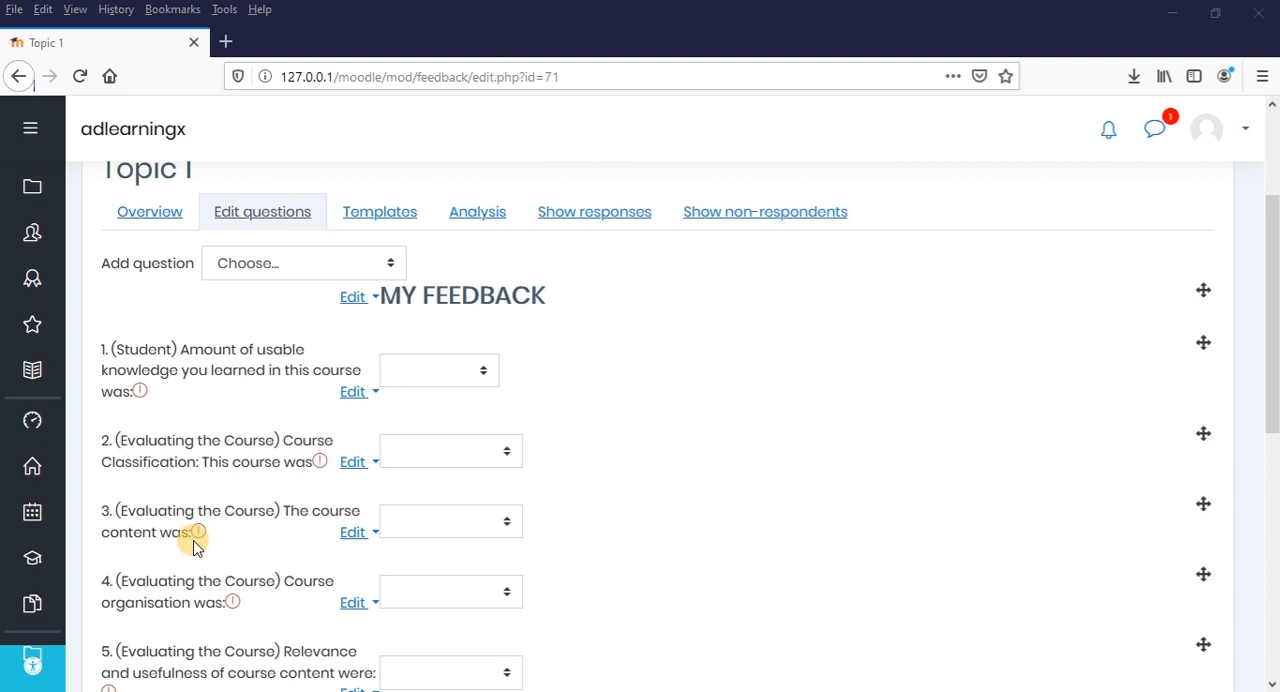 File Edit View History Bookmarks Tools Help
Topic 1
127.0.0.1/moodle/mod/feedback/edit.php?id=71
adlearningx
1
Topic 1
Overview Edit questions Templates Analysis Show responses Show non-respondents
Add question Choose...
Edit MY FEEDBACK
1. (Student) Amount of usable
knowledge you learned in this course
was:
Edit
2. (Evaluating the Course) Course
Classification: This course was Edit
3. (Evaluating the Course) The course
content was: Edit
4. (Evaluating the Course) Course
organisation was: Edit
5. (Evaluating the Course) Relevance
and usefulness of course content were:
Edit